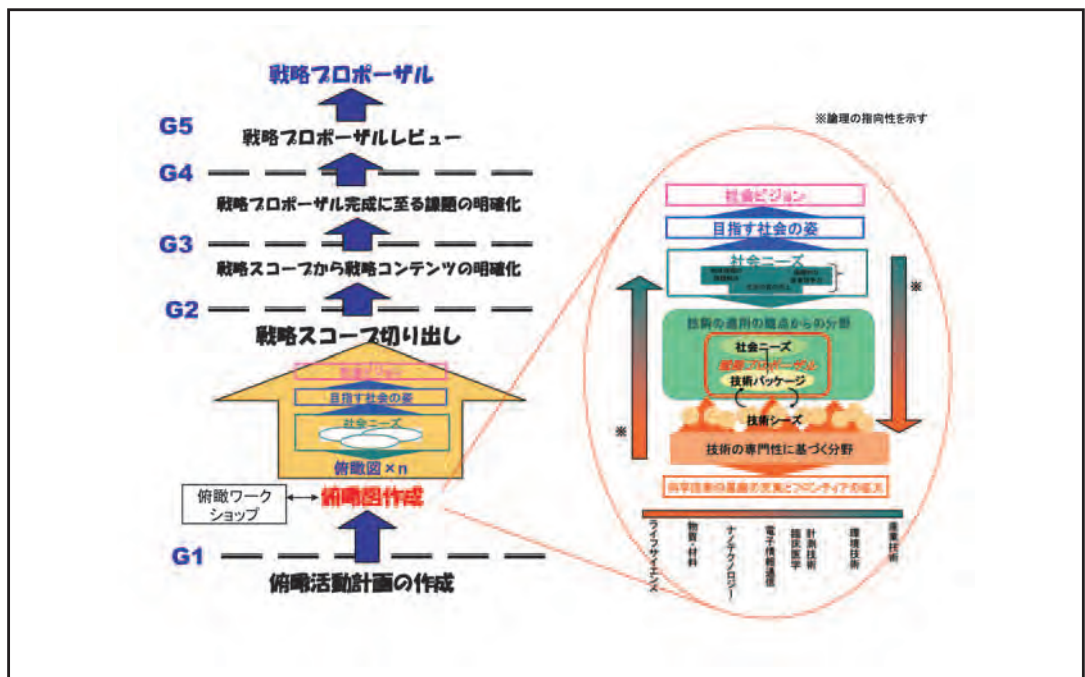 戦略プロポーザル
G5
戦略プロポーザルレビュー
G4
戦略プロポーザル完成に至る課題の明確化
G3
戦略スコープから戦略コンテンツの明確化
G2
戦略スコープ切り出し
目指す社会の姿
社会ニーズ
俯瞰図×n
俯瞰ワーク
ショップ
俯瞰図作成
G1
俯瞰活動計画の作成
※論理の指向性を示す
社会ビジョン
目指す社会の姿
社会ニーズ
※
技術の適用の観点からの分野
社会ニーズ
戦略プロポーザル
技術パッケージ
技術シーズ
※
技術の専門性に基づく分野
科学技術の基盤の充実とフロンティアの拡大
ライフサイエンス
物質・材料
ナノテクノロジー
電子情報通信
臨床医学
計測技術
環境技術
産業技術